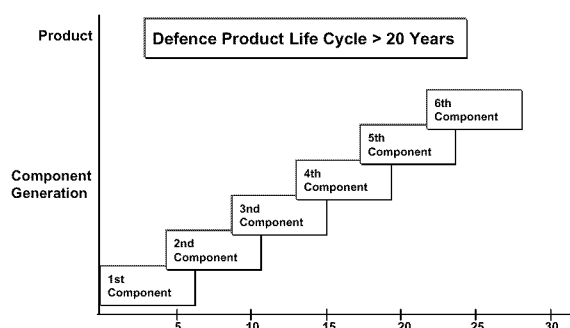 Product
Defence Product Life Cycle > 20 Years
6th
Component
5th
Component
Component
Generation
4th
Component
3nd
Component
2nd
Component
1st
Component
5 10 15 20 25 30